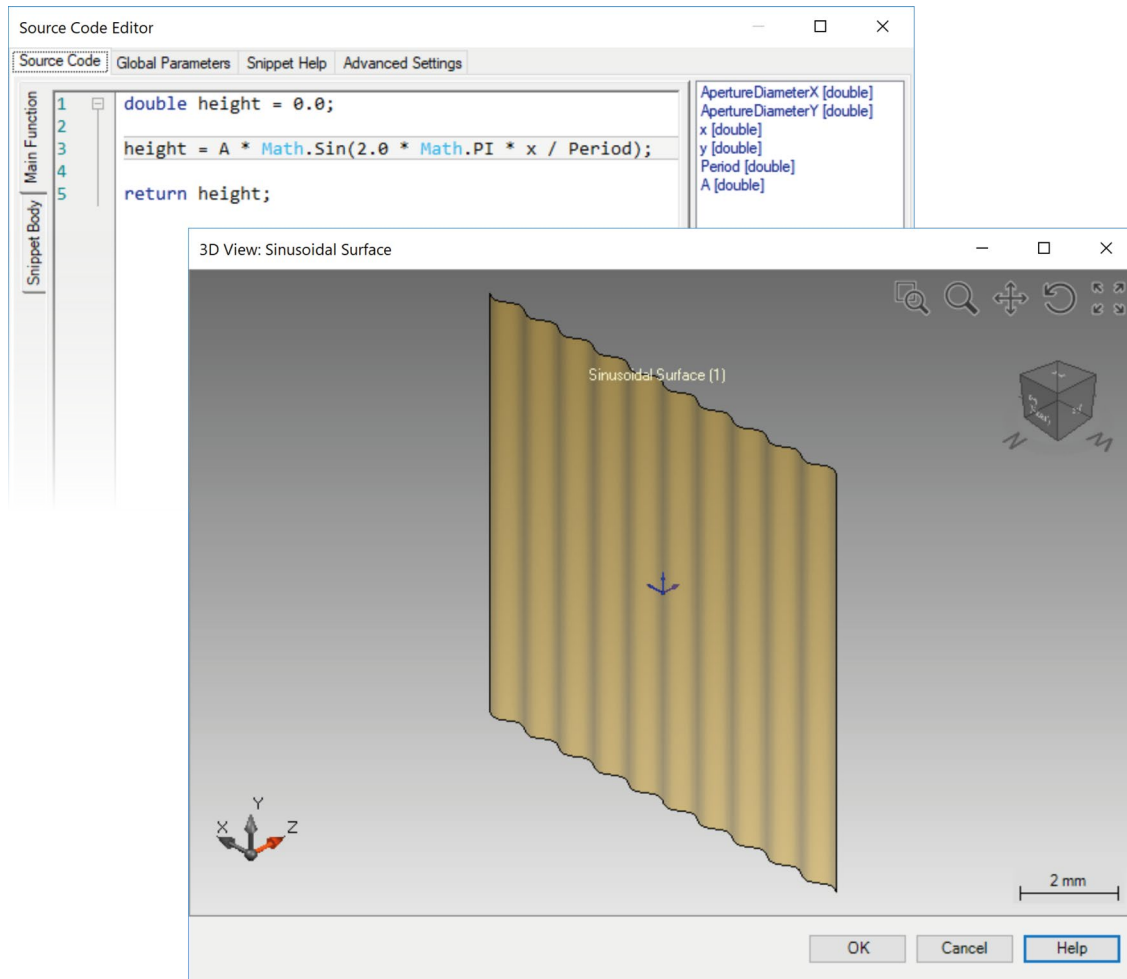 Source Code Editor
Source Code Global Parameters Snippet Help Advanced Settings
Main Function
Snippet Body
1 double height = 0.0;
2
3 height = A * Math.Sin(2.0 * Math.PI * x / Period);
4
5 return height;
ApertureDiameterX [double]
ApertureDiameterY [double]
x [double]
y [double]
Period [double]
A [double]
3D View: Sinusoidal Surface
Sinusoidal Surface (1)
Y
X Z
2 mm
OK Cancel Help